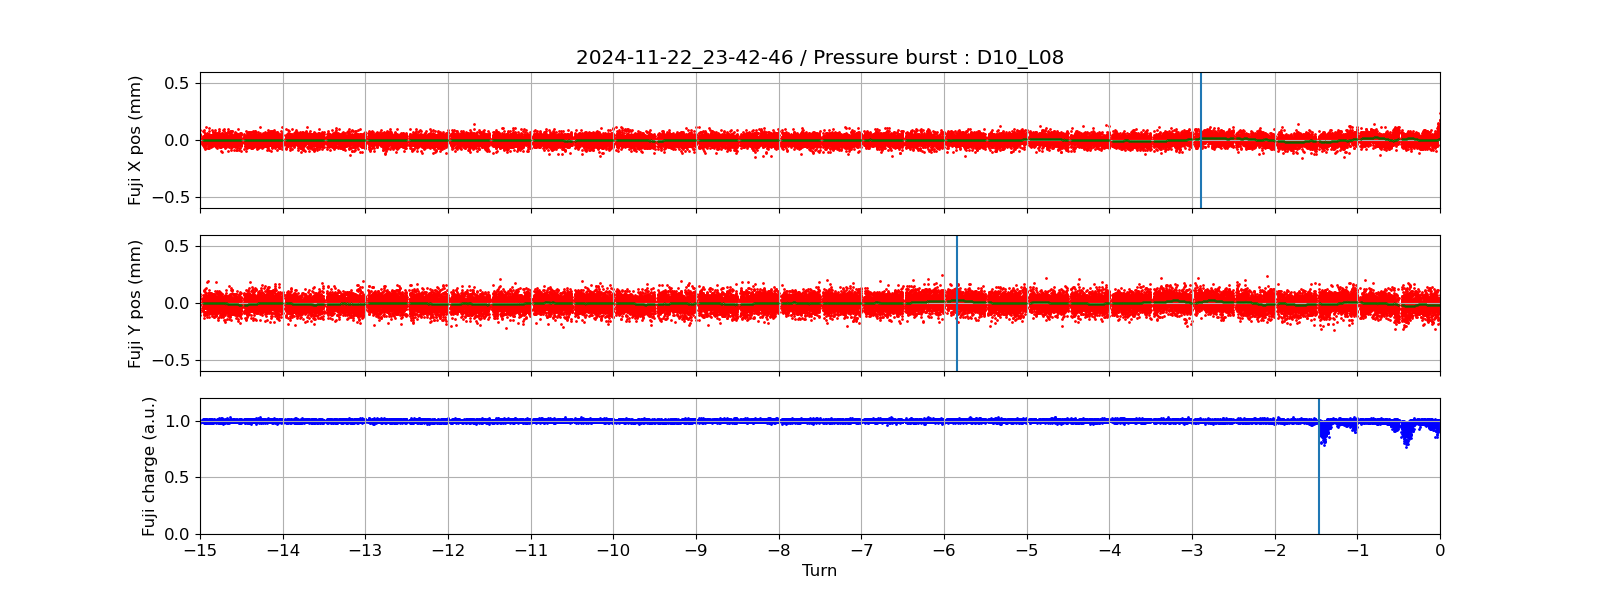 2024-11-22_23-42-46 / Pressure burst : D10_L08
Fuji X pos (mm)
0.5
0.0
−0.5
Fuji Y pos (mm)
0.5
0.0
−0.5
Fuji charge (a.u.)
1.0
0.5
0.0
−15 −14 −13 −12 −11 −10 −9 −8 −7 −6 −5 −4 −3 −2 −1 0
Turn